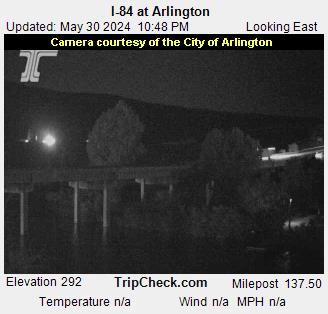 I-84 at Arlington
Updated: May 30 2024 10:48 PM Looking East
Camera courtesy of the City of Arlington
Elevation 292 TripCheck.com Milepost 137.50
Temperature n/a Wind n/a MPH n/a